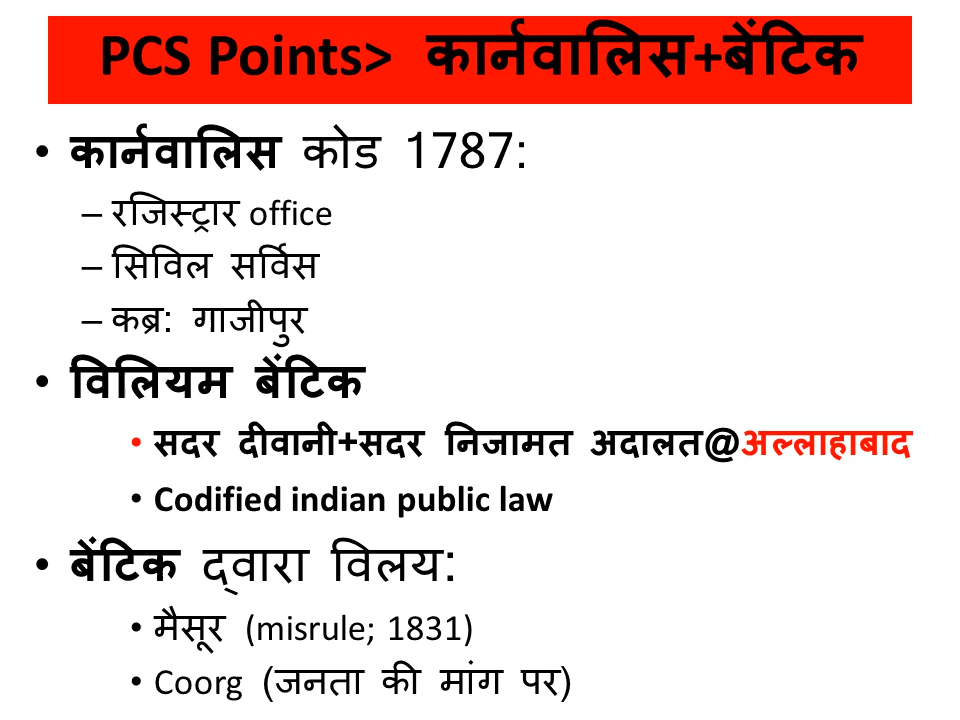 PCS Points> कार्नवालिस+बेंटिक
• कार्नवालिस कोड 1787:
– रजिस्ट्रार office
– सिविल सर्विस
– कब्र: गाजीपुर
• विलियम बेंटिक
• सदर दीवानी+सदर निजामत अदालत@अल्लाहाबाद
• Codified indian public law
• बेंटिक द्वारा विलय:
• मैसूर (misrule; 1831)
• Coorg (जनता की मांग पर)